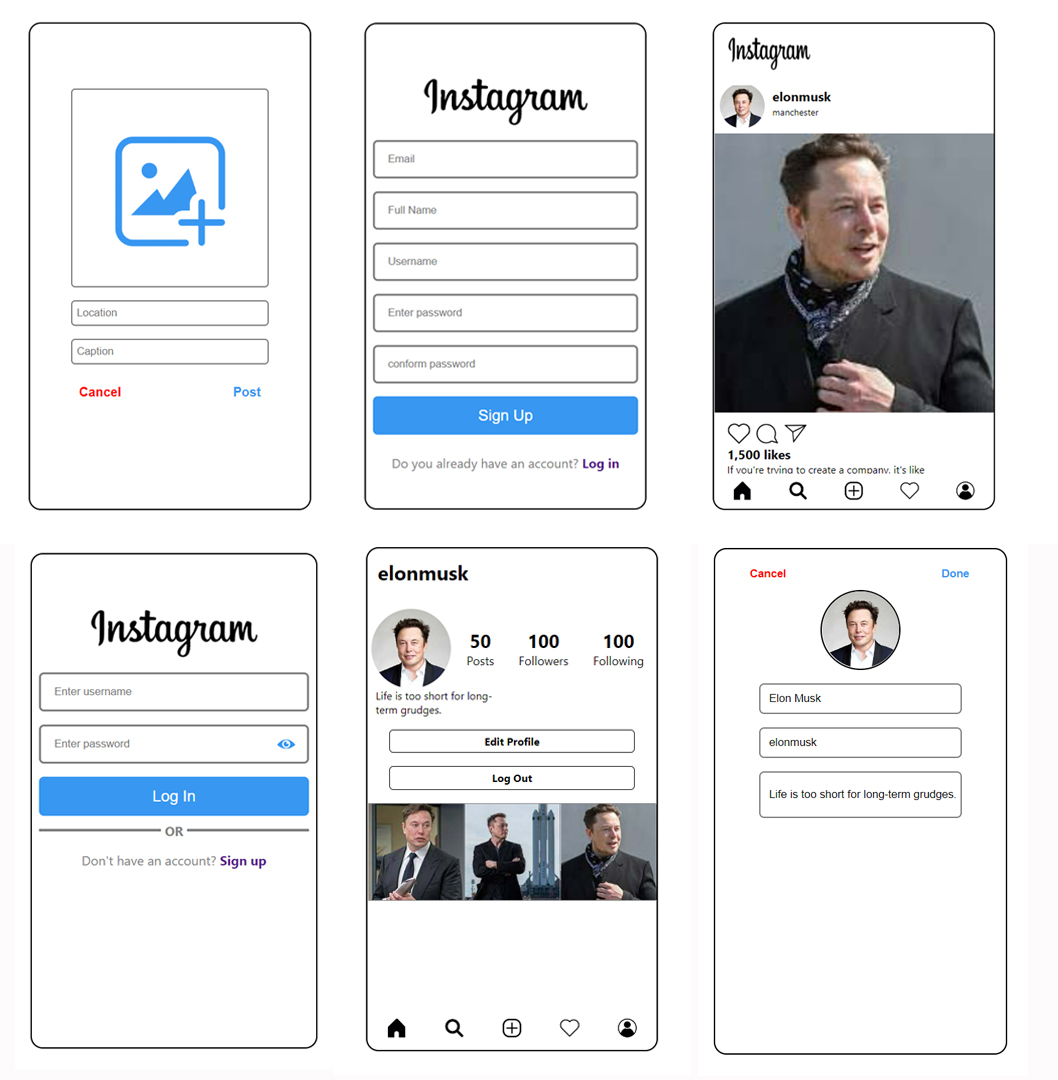 Location
Caption
Cancel Post
Instagram
Email
Full Name
Username
Enter password
conform password
Sign Up
Do you already have an account? Log in
Instagram
elonmusk
manchester
1,500 likes
If you're trying to create a company, it's like
Instagram
Enter username
Enter password
Log In
OR
Don't have an account? Sign up
elonmusk
50 100 100
Posts Followers Following
Life is too short for long-
term grudges.
Edit Profile
Log Out
Cancel Done
Elon Musk
elonmusk
Life is too short for long-term grudges.